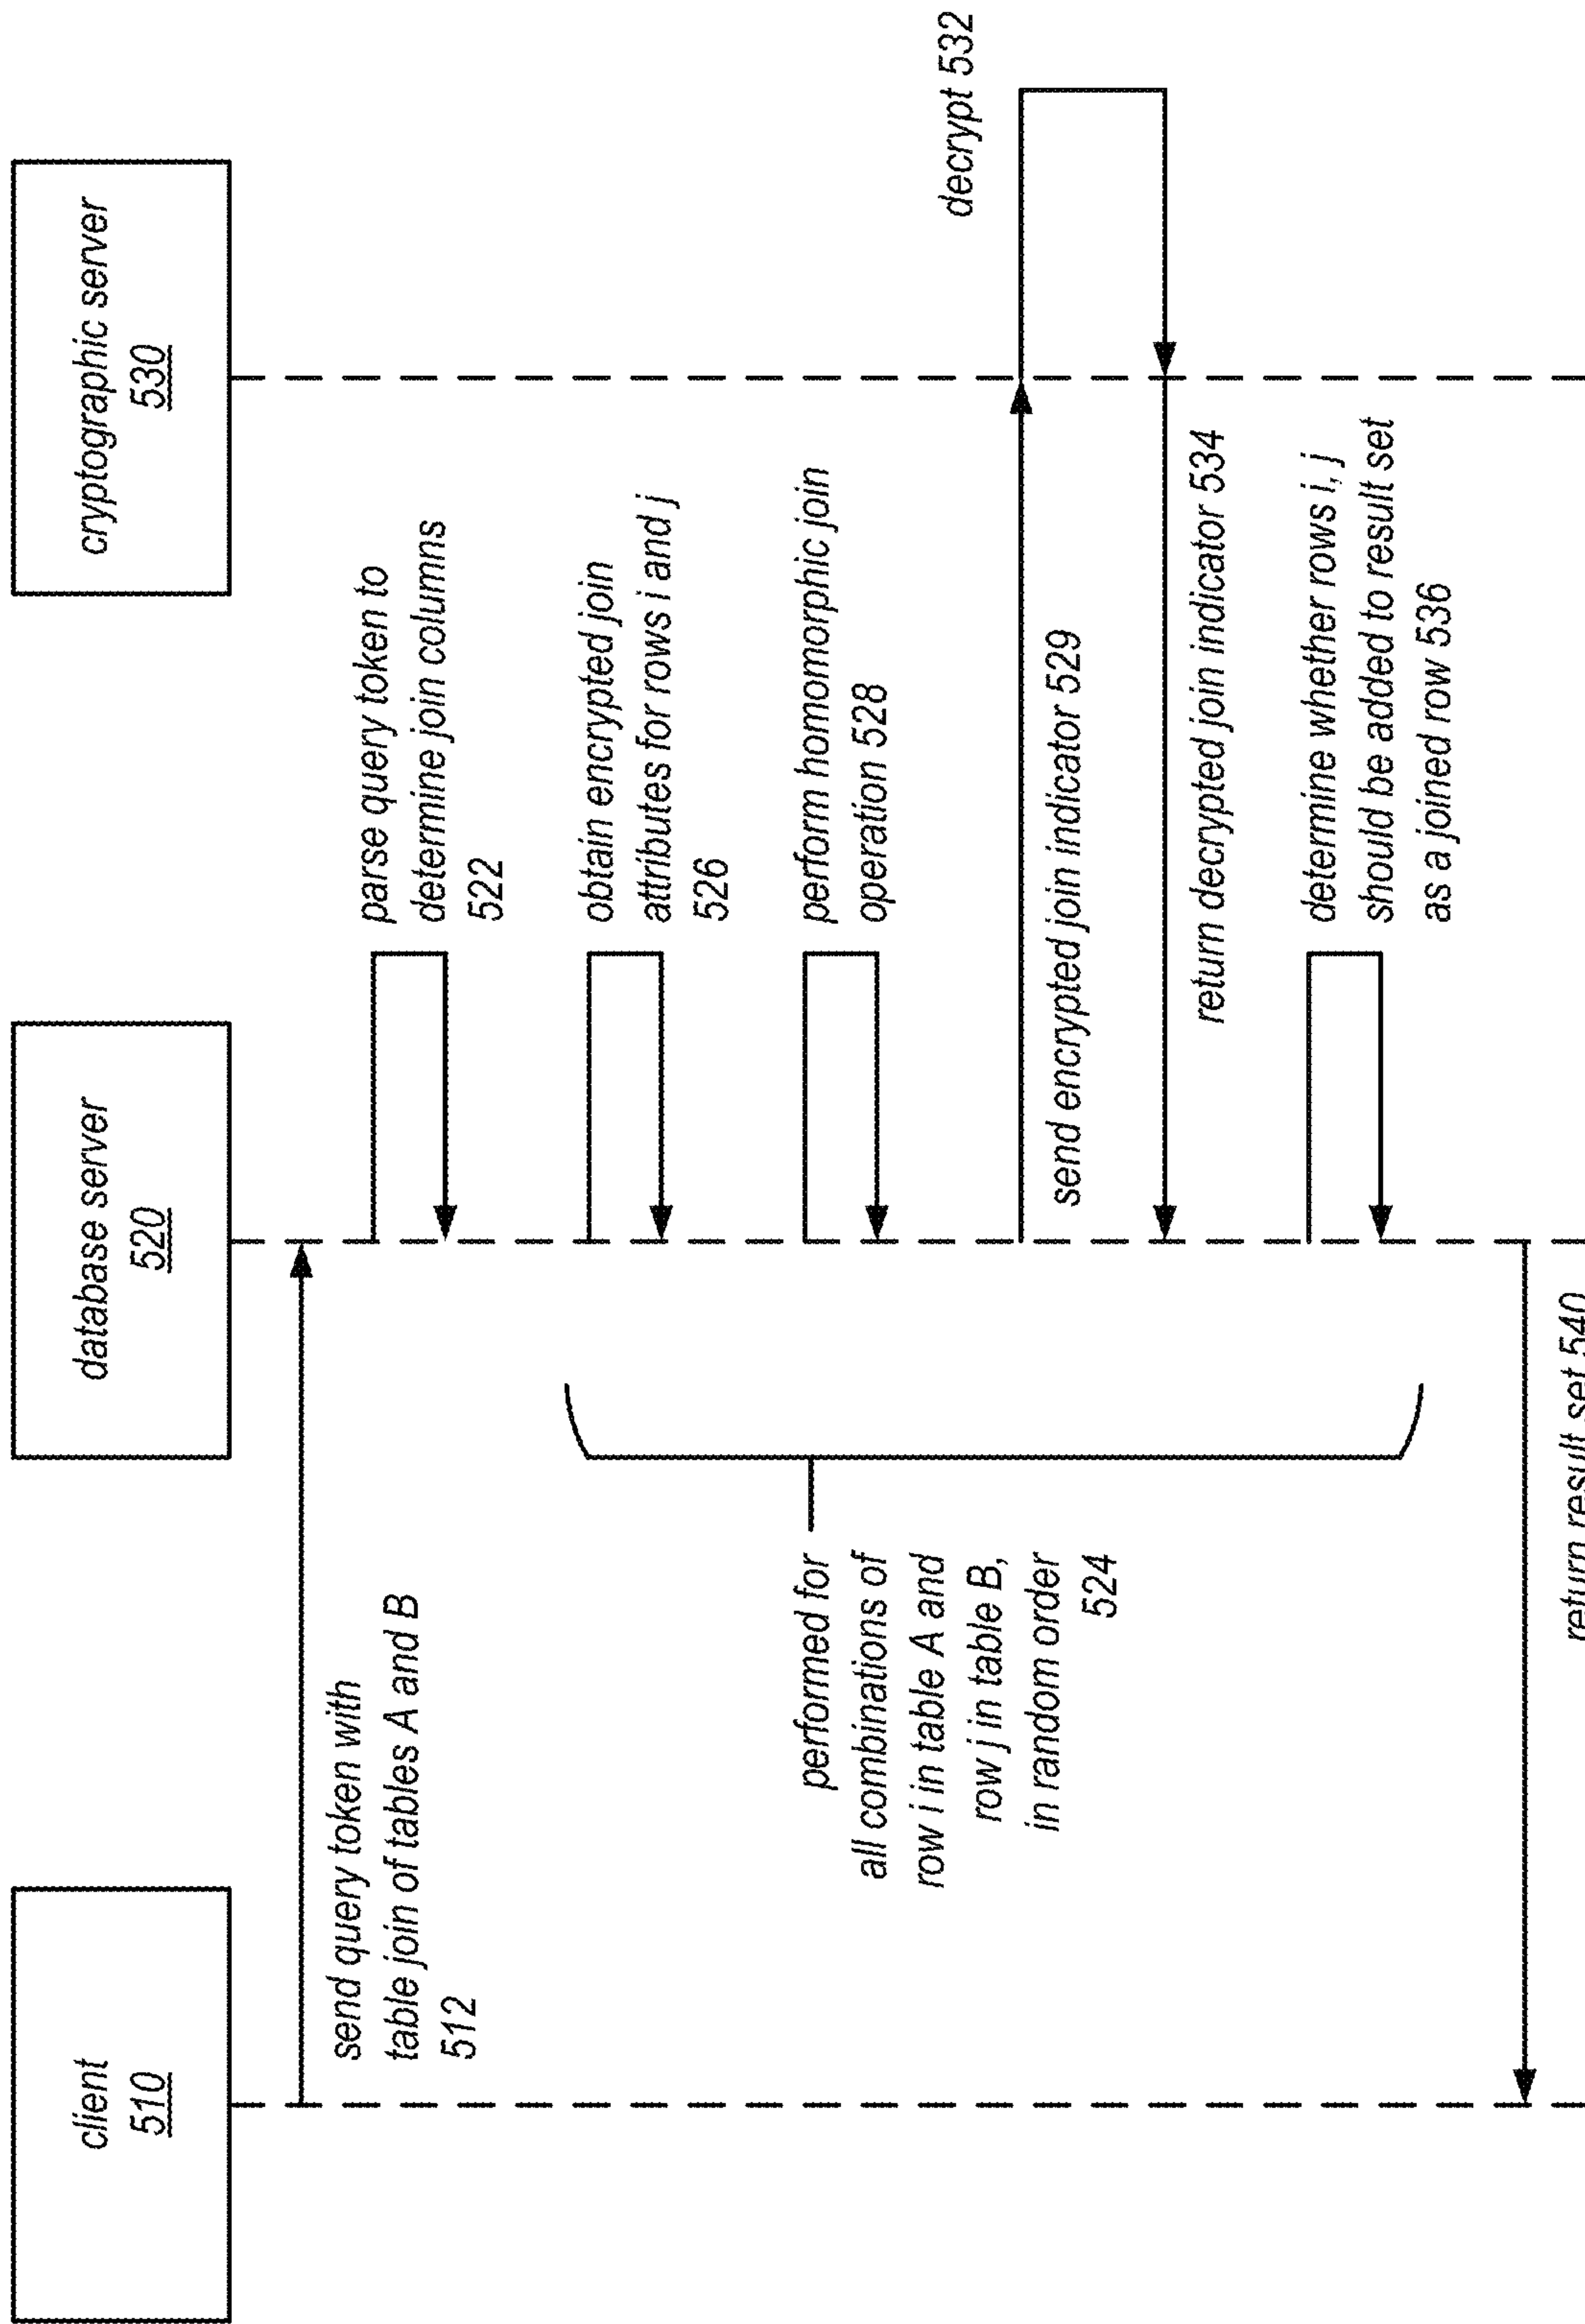 client
510
database server
520
cryptographic server
530
send query token with
table join of tables A and B
512
parse query token to
determine join columns
522
performed for
all combinations of
row i in table A and
row j in table B,
in random order
524
obtain encrypted join
attributes for rows i and j
526
perform homomorphic join
operation 528
send encrypted join indicator 529
decrypt 532
return decrypted join indicator 534
determine whether rows i, j
should be added to result set
as a joined row 536
return result set 540